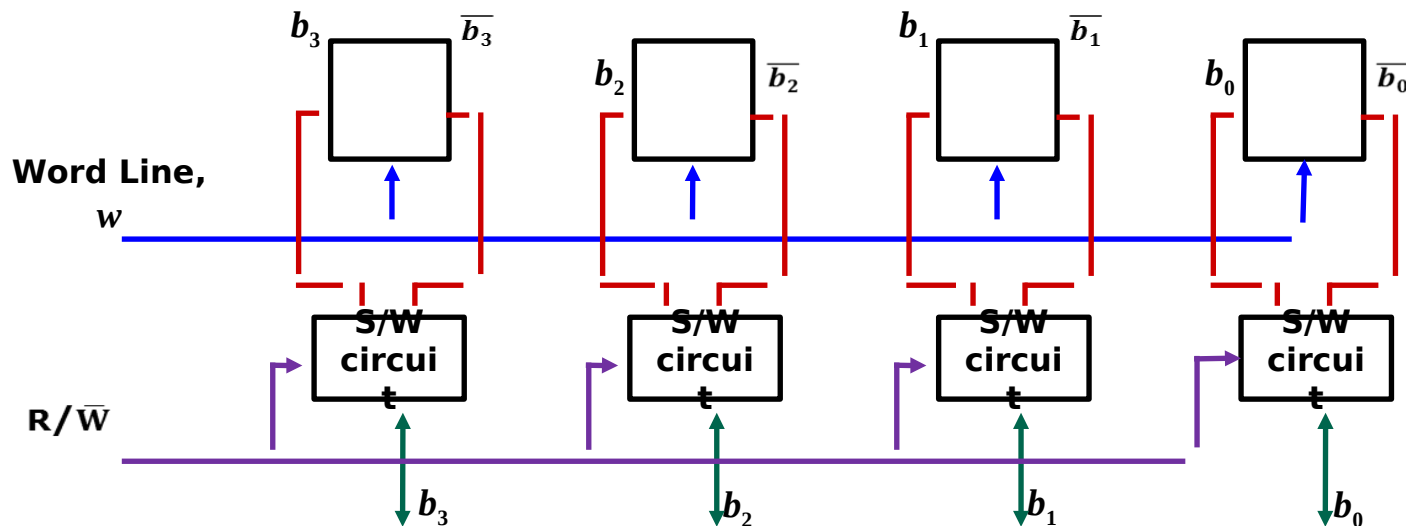 b₃ b̅₃̅ b₂ b̅₂̅ b₁ b̅₁̅ b₀ b̅₀̅
Word Line,
w
S/W S/W S/W S/W
circui circui circui circui
t t t t
R/W̅
b₃ b₂ b₁ b₀